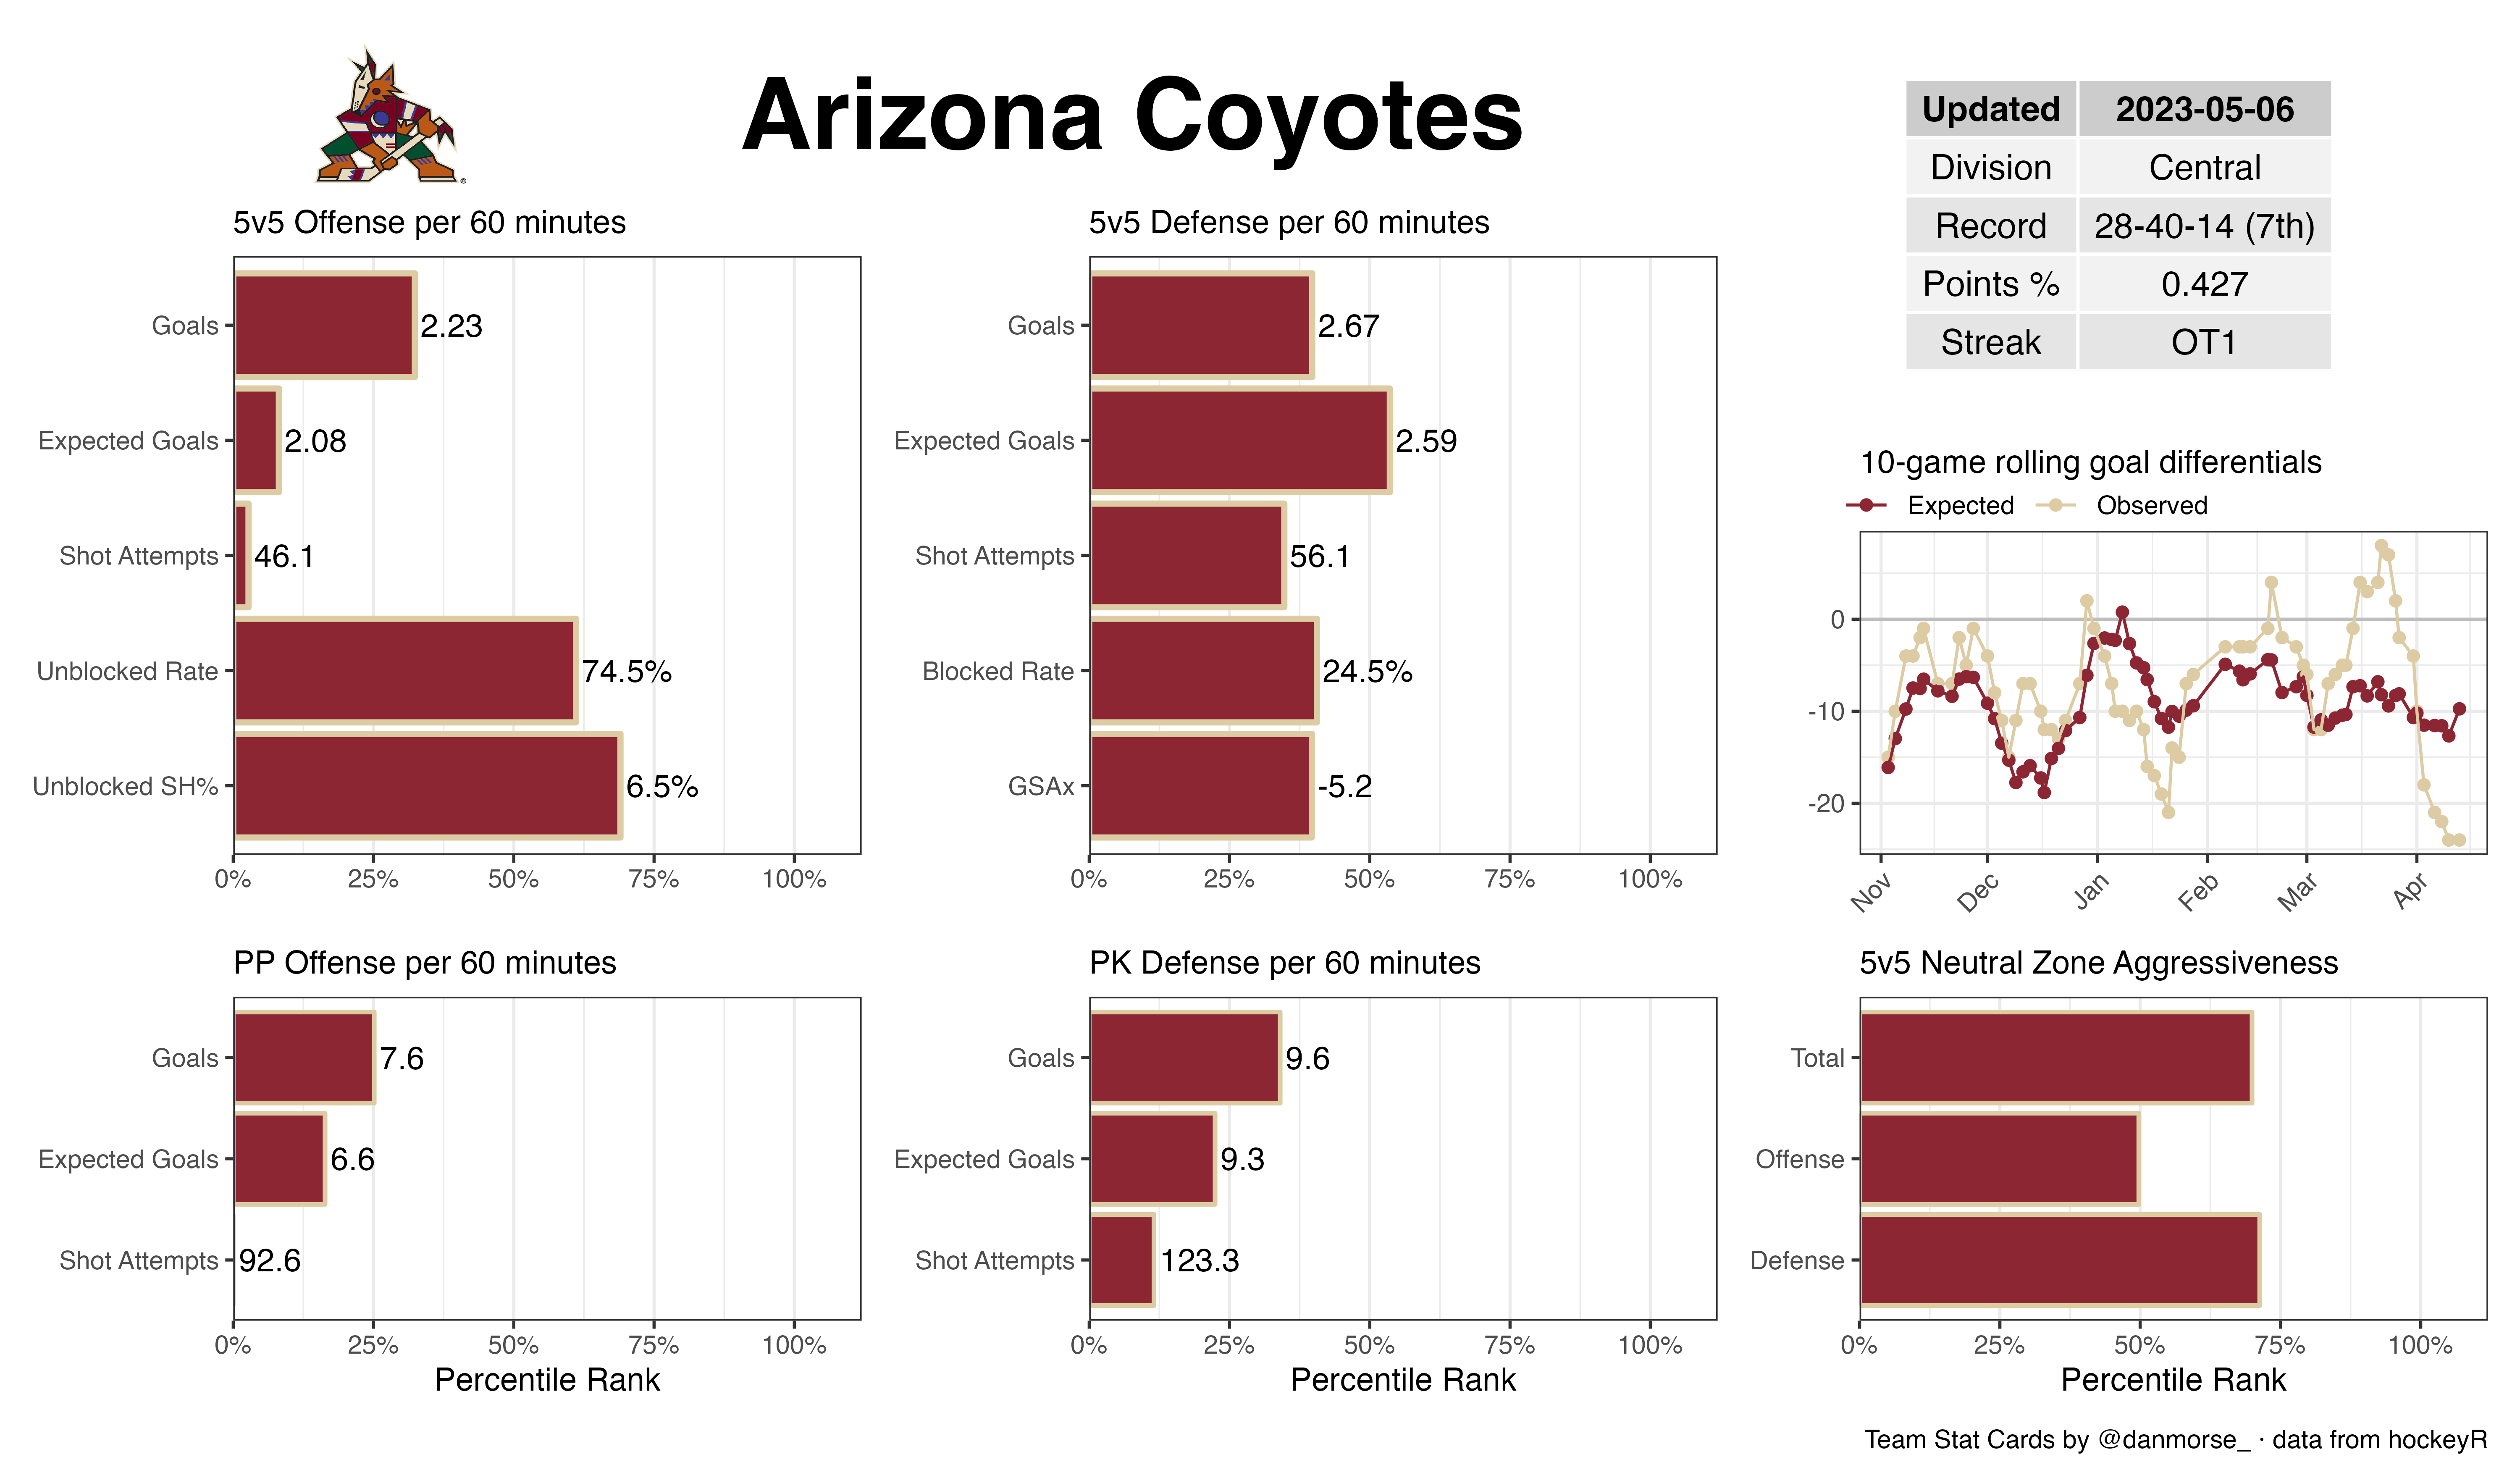 Arizona Coyotes
Updated 2023-05-06
Division Central
Record 28-40-14 (7th)
Points % 0.427
Streak OT1
5v5 Offense per 60 minutes
Goals 2.23
Expected Goals 2.08
Shot Attempts 46.1
Unblocked Rate 74.5%
Unblocked SH% 6.5%
0% 25% 50% 75% 100%
5v5 Defense per 60 minutes
Goals 2.67
Expected Goals 2.59
Shot Attempts 56.1
Blocked Rate 24.5%
GSAx -5.2
0% 25% 50% 75% 100%
10-game rolling goal differentials
Expected Observed
0
-10
-20
Nov Dec Jan Feb Mar Apr
PP Offense per 60 minutes
Goals 7.6
Expected Goals 6.6
Shot Attempts 92.6
0% 25% 50% 75% 100%
Percentile Rank
PK Defense per 60 minutes
Goals 9.6
Expected Goals 9.3
Shot Attempts 123.3
0% 25% 50% 75% 100%
Percentile Rank
5v5 Neutral Zone Aggressiveness
Total
Offense
Defense
0% 25% 50% 75% 100%
Percentile Rank
Team Stat Cards by @danmorse_ · data from hockeyR